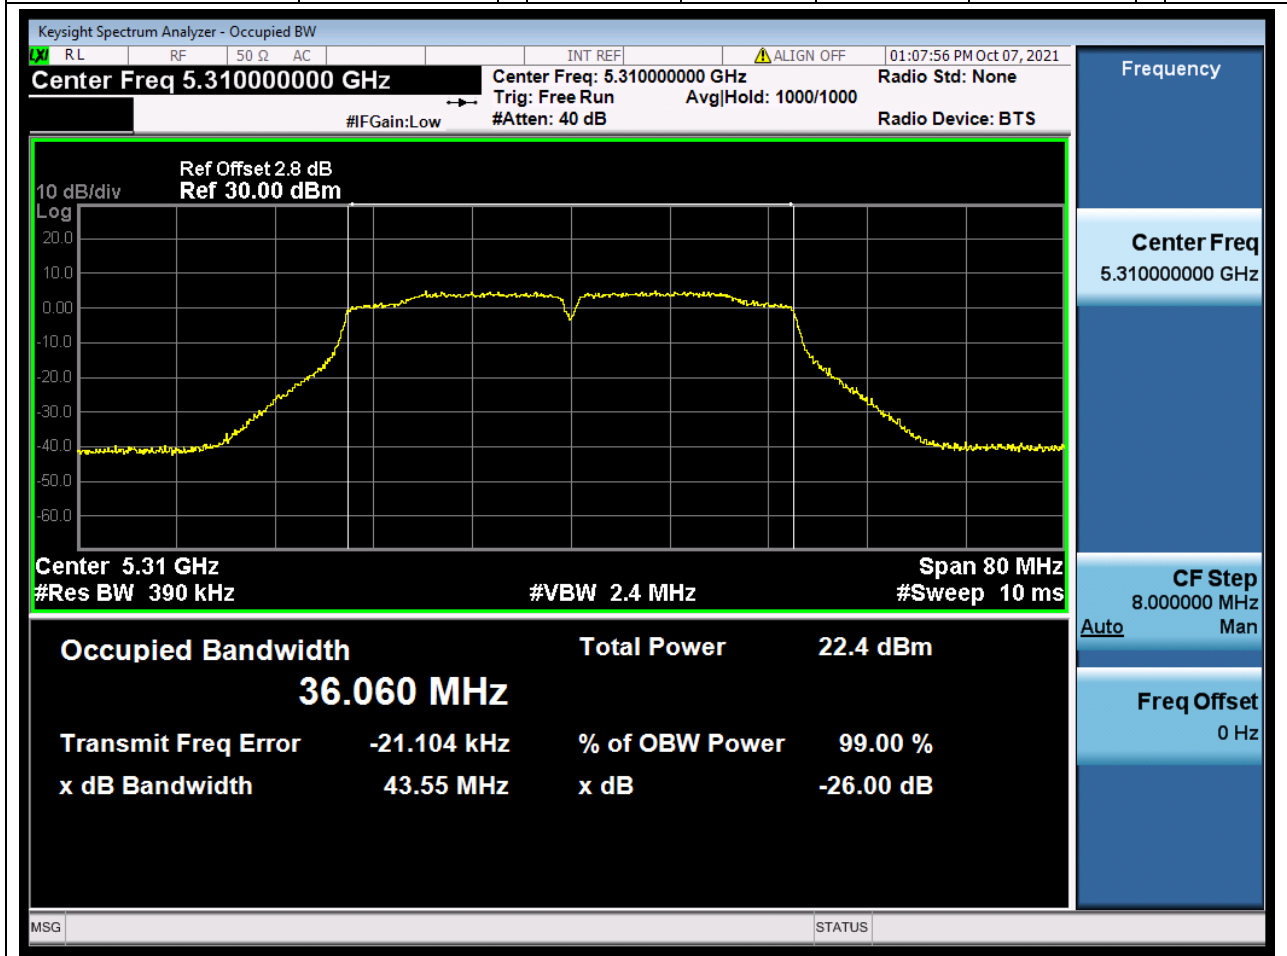 Keysight Spectrum Analyzer - Occupied BW
LXI RL RF 50 Ω AC INT REF ALIGN OFF 01:07:56 PM Oct 07, 2021
Center Freq 5.310000000 GHz
Center Freq: 5.310000000 GHz Radio Std: None
Trig: Free Run Avg|Hold: 1000/1000
#IFGain:Low #Atten: 40 dB Radio Device: BTS
Ref Offset 2.8 dB
10 dB/div Ref 30.00 dBm
Log
20.0
10.0
0.00
-10.0
-20.0
-30.0
-40.0
-50.0
-60.0
Center 5.31 GHz Span 80 MHz
#Res BW 390 kHz #VBW 2.4 MHz #Sweep 10 ms
Occupied Bandwidth Total Power 22.4 dBm
36.060 MHz
Transmit Freq Error -21.104 kHz % of OBW Power 99.00 %
x dB Bandwidth 43.55 MHz x dB -26.00 dB
MSG STATUS
Frequency
Center Freq
5.310000000 GHz
CF Step
8.000000 MHz
Auto Man
Freq Offset
0 Hz